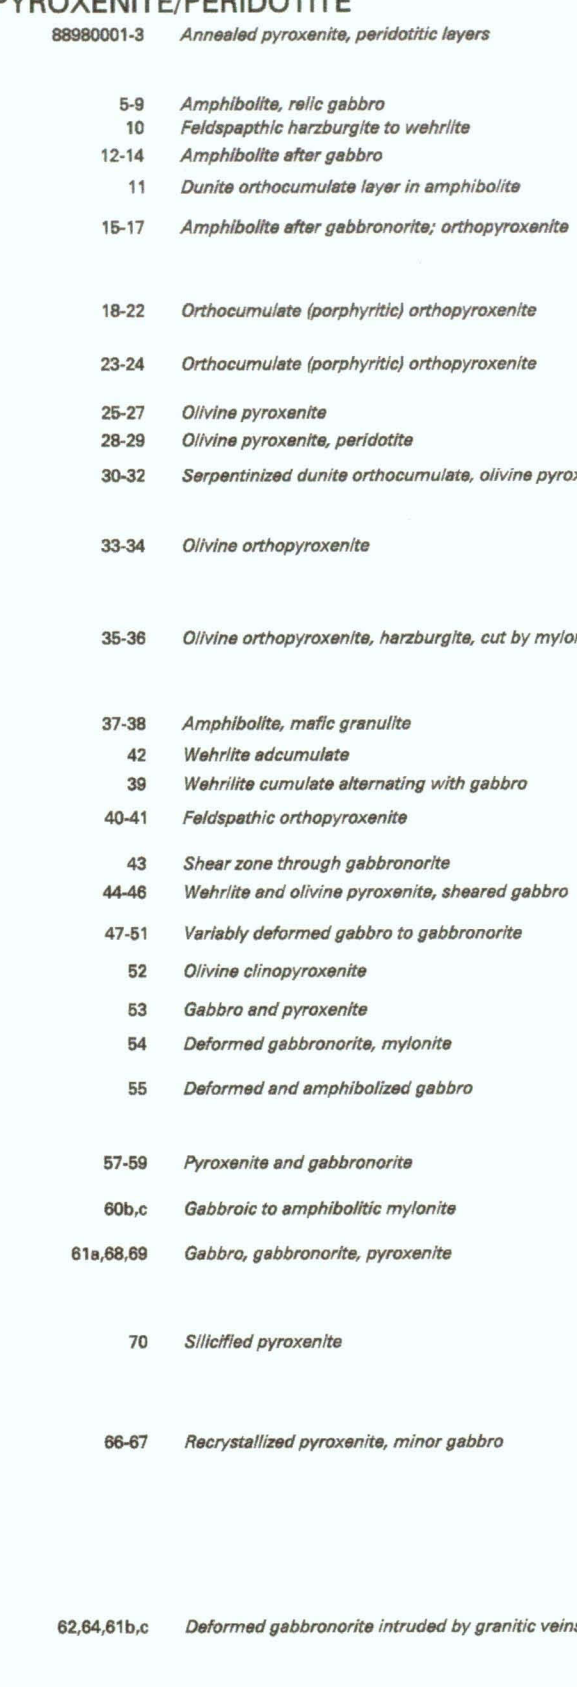 PYROXENITE/PERIDOTITE
88980001-3 Annealed pyroxenite, peridotitic layers
5-9 Amphibolite, relic gabbro
10 Feldspapthic harzburgite to wehrlite
12-14 Amphibolite after gabbro
11 Dunite orthocumulate layer in amphibolite
15-17 Amphibolite after gabbronorite; orthopyroxenite
18-22 Orthocumulate (porphyritic) orthopyroxenite
23-24 Orthocumulate (porphyritic) orthopyroxenite
25-27 Olivine pyroxenite
28-29 Olivine pyroxenite, peridotite
30-32 Serpentinized dunite orthocumulate, olivine pyrox
33-34 Olivine orthopyroxenite
35-36 Olivine orthopyroxenite, harzburgite, cut by mylon
37-38 Amphibolite, mafic granulite
42 Wehrlite adcumulate
39 Wehrilite cumulate alternating with gabbro
40-41 Feldspathic orthopyroxenite
43 Shear zone through gabbronorite
44-46 Wehrlite and olivine pyroxenite, sheared gabbro
47-51 Variably deformed gabbro to gabbronorite
52 Olivine clinopyroxenite
53 Gabbro and pyroxenite
54 Deformed gabbronorite, mylonite
55 Deformed and amphibolized gabbro
57-59 Pyroxenite and gabbronorite
60b,c Gabbroic to amphibolitic mylonite
61a,68,69 Gabbro, gabbronorite, pyroxenite
70 Silicified pyroxenite
66-67 Recrystallized pyroxenite, minor gabbro
62,64,61b,c Deformed gabbronorite intruded by granitic veins